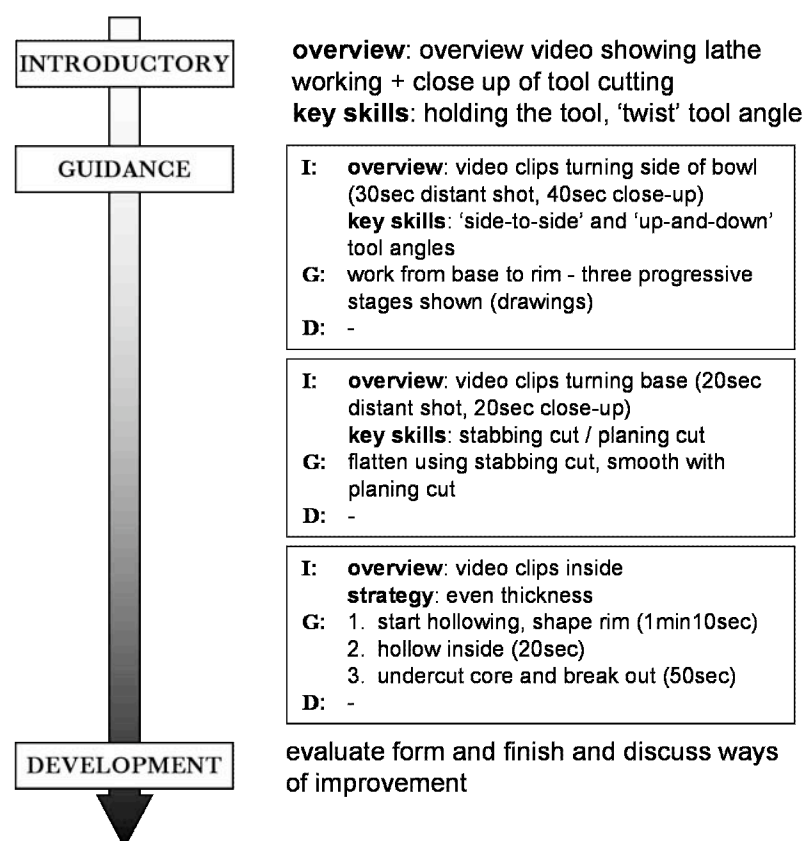 INTRODUCTORY
overview: overview video showing lathe
working + close up of tool cutting
key skills: holding the tool, ‘twist’ tool angle
GUIDANCE
I: overview: video clips turning side of bowl
(30sec distant shot, 40sec close-up)
key skills: ‘side-to-side’ and ‘up-and-down’
tool angles
G: work from base to rim - three progressive
stages shown (drawings)
D: -
I: overview: video clips turning base (20sec
distant shot, 20sec close-up)
key skills: stabbing cut / planing cut
G: flatten using stabbing cut, smooth with
planing cut
D: -
I: overview: video clips inside
strategy: even thickness
G: 1. start hollowing, shape rim (1min10sec)
2. hollow inside (20sec)
3. undercut core and break out (50sec)
D: -
DEVELOPMENT
evaluate form and finish and discuss ways
of improvement